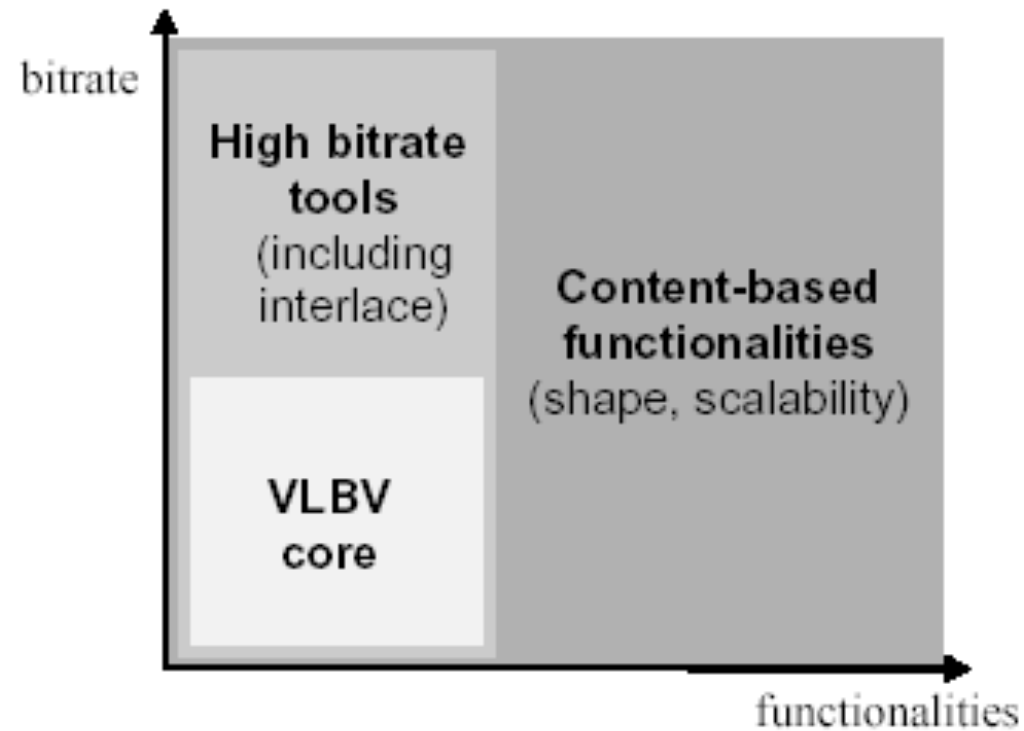 bitrate
High bitrate
tools
(including
interlace)
Content-based
functionalities
(shape, scalability)
VLBV
core
functionalities